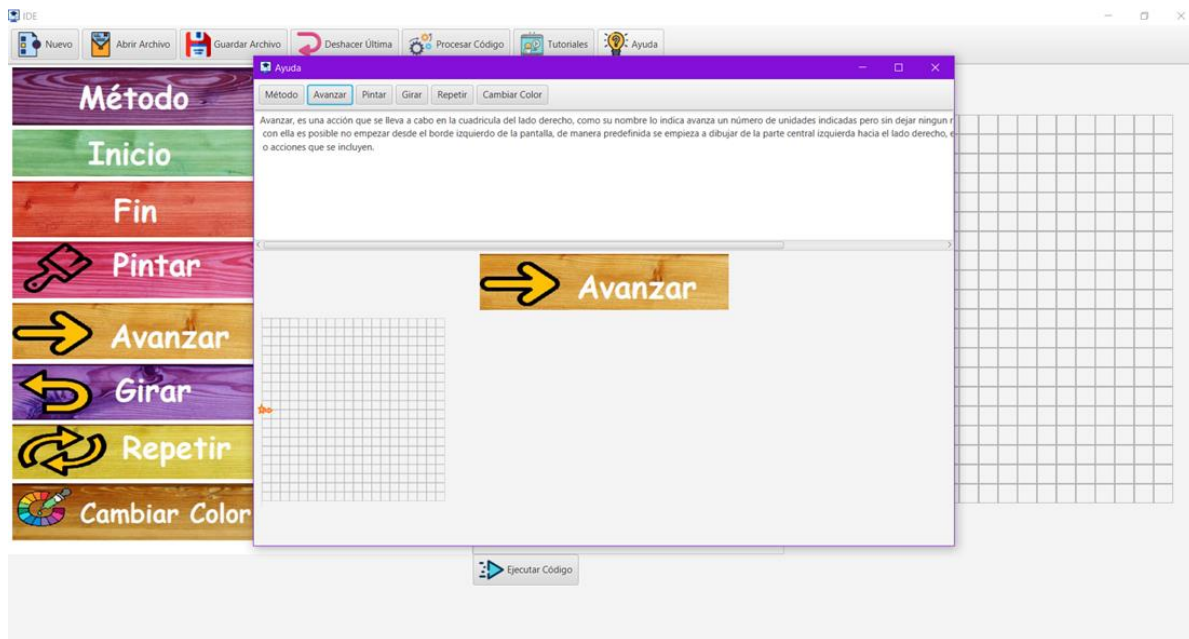 IDE
Nuevo Abrir Archivo Guardar Archivo Deshacer Última Procesar Código Tutoriales Ayuda
Ayuda
Método Avanzar Pintar Girar Repetir Cambiar Color
Avanzar, es una acción que se lleva a cabo en la cuadricula del lado derecho, como su nombre lo indica avanza un número de unidades indicadas pero sin dejar ningun
con ella es posible no empezar desde el borde izquierdo de la pantalla, de manera predefinida se empieza a dibujar de la parte central izquierda hacia el lado derecho,
o acciones que se incluyen.
Avanzar
Método
Inicio
Fin
Pintar
Avanzar
Girar
Repetir
Cambiar Color
Ejecutar Código